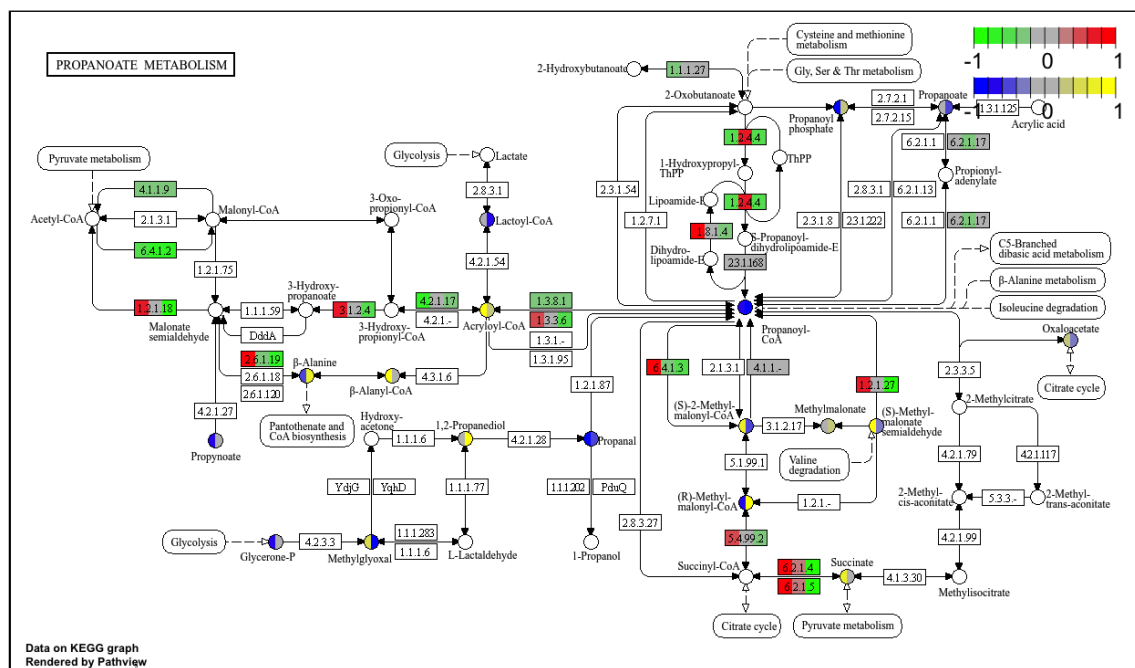 PROPANOATE METABOLISM
Cysteine and methionine
metabolism
Gly, Ser & Thr metabolism
-1 0 1
-1 0 1
2-Hydroxybutanoate
1.1.1.27
2-Oxobutanoate
Propanoyl
phosphate
2.7.2.1
2.7.2.15
Propanoate
1.3.1.125
Acrylic acid
1.2.4.4
ThPP
1-Hydroxypropyl-
ThPP
6.2.1.1
6.2.1.17
Propionyl-
adenylate
Pyruvate metabolism
Glycolysis
Lactate
2.8.3.1
2.3.1.54
1.2.7.1
Lipoamide-E
1.2.4.4
2.8.3.1
6.2.1.13
2.3.1.8
2.3.1.222
6.2.1.1
6.2.1.17
4.1.1.9
Acetyl-CoA
2.1.3.1
Malonyl-CoA
6.4.1.2
3-Oxo-
propionyl-CoA
Lactoyl-CoA
1.8.1.4
S-Propanoyl-
dihydrolipoamide-E
Dihydro-
lipoamide-E
2.3.1.168
C5-Branched
dibasic acid metabolism
β-Alanine metabolism
Isoleucine degradation
1.2.1.75
4.2.1.54
3-Hydroxy-
propanoate
1.2.1.18
Malonate
semialdehyde
1.1.1.59
DddA
3.1.2.4
3-Hydroxy-
propionyl-CoA
4.2.1.17
4.2.1.-
Acryloyl-CoA
1.3.8.1
1.3.3.6
1.3.1.-
1.3.1.95
Propanoyl-
CoA
Oxaloacetate
2.6.1.19
2.6.1.18
2.6.1.120
β-Alanine
β-Alanyl-CoA
4.3.1.6
1.2.1.87
6.4.1.3
2.1.3.1
4.1.1.-
1.2.1.27
2.3.3.5
Citrate cycle
4.2.1.27
Pantothenate and
CoA biosynthesis
Propynoate
Hydroxy-
acetone
1.1.1.6
1,2-Propanediol
4.2.1.28
Propanal
(S)-2-Methyl-
malonyl-CoA
3.1.2.17
Methylmalonate
(S)-Methyl-
malonate
semialdehyde
2-Methylcitrate
Valine
degradation
4.2.1.79
4.2.1.117
5.1.99.1
YdjG
YqhD
1.1.1.77
1.1.1.202
PduQ
(R)-Methyl-
malonyl-CoA
1.2.1.-
2-Methyl-
cis-aconitate
5.3.3.-
2-Methyl-
trans-aconitate
2.8.3.27
Glycolysis
Glycerone-P
4.2.3.3
Methylglyoxal
1.1.1.283
1.1.1.6
L-Lactaldehyde
1-Propanol
5.4.99.2
4.2.1.99
Succinyl-CoA
6.2.1.4
6.2.1.5
Succinate
4.1.3.30
Methylisocitrate
Citrate cycle
Pyruvate metabolism
Data on KEGG graph
Rendered by Pathview